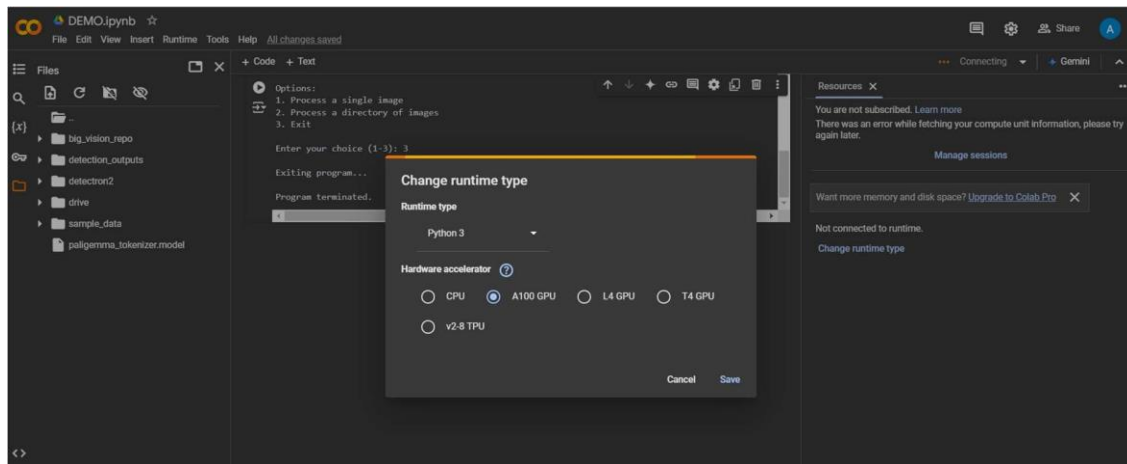 DEMO.ipynb
File Edit View Insert Runtime Tools Help All changes saved
Share
A
Files
+ Code + Text
Connecting
Gemini
..
big_vision_repo
detection_outputs
detectron2
drive
sample_data
paligemma_tokenizer.model
{x}
Options:
1. Process a single image
2. Process a directory of images
3. Exit
Enter your choice (1-3): 3
Exiting program...
Program terminated.
Change runtime type
Runtime type
Python 3
Hardware accelerator ?
CPU A100 GPU L4 GPU T4 GPU
v2-8 TPU
Cancel Save
Resources
You are not subscribed. Learn more
There was an error while fetching your compute unit information, please try
again later.
Manage sessions
Want more memory and disk space? Upgrade to Colab Pro
Not connected to runtime.
Change runtime type